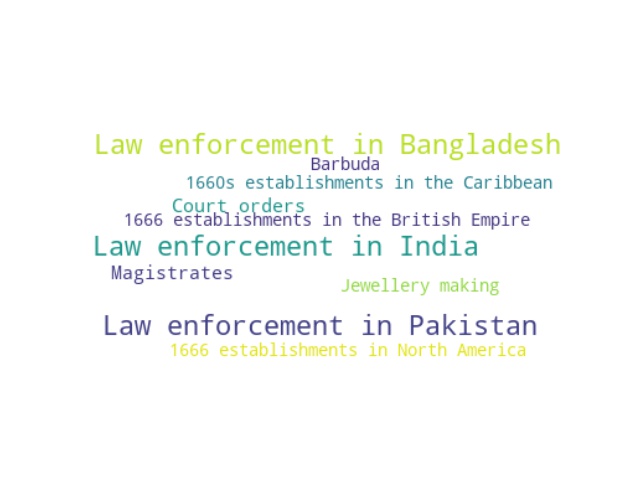 Law enforcement in Bangladesh
Barbuda
1660s establishments in the Caribbean
Court orders
1666 establishments in the British Empire
Law enforcement in India
Magistrates
Jewellery making
Law enforcement in Pakistan
1666 establishments in North America